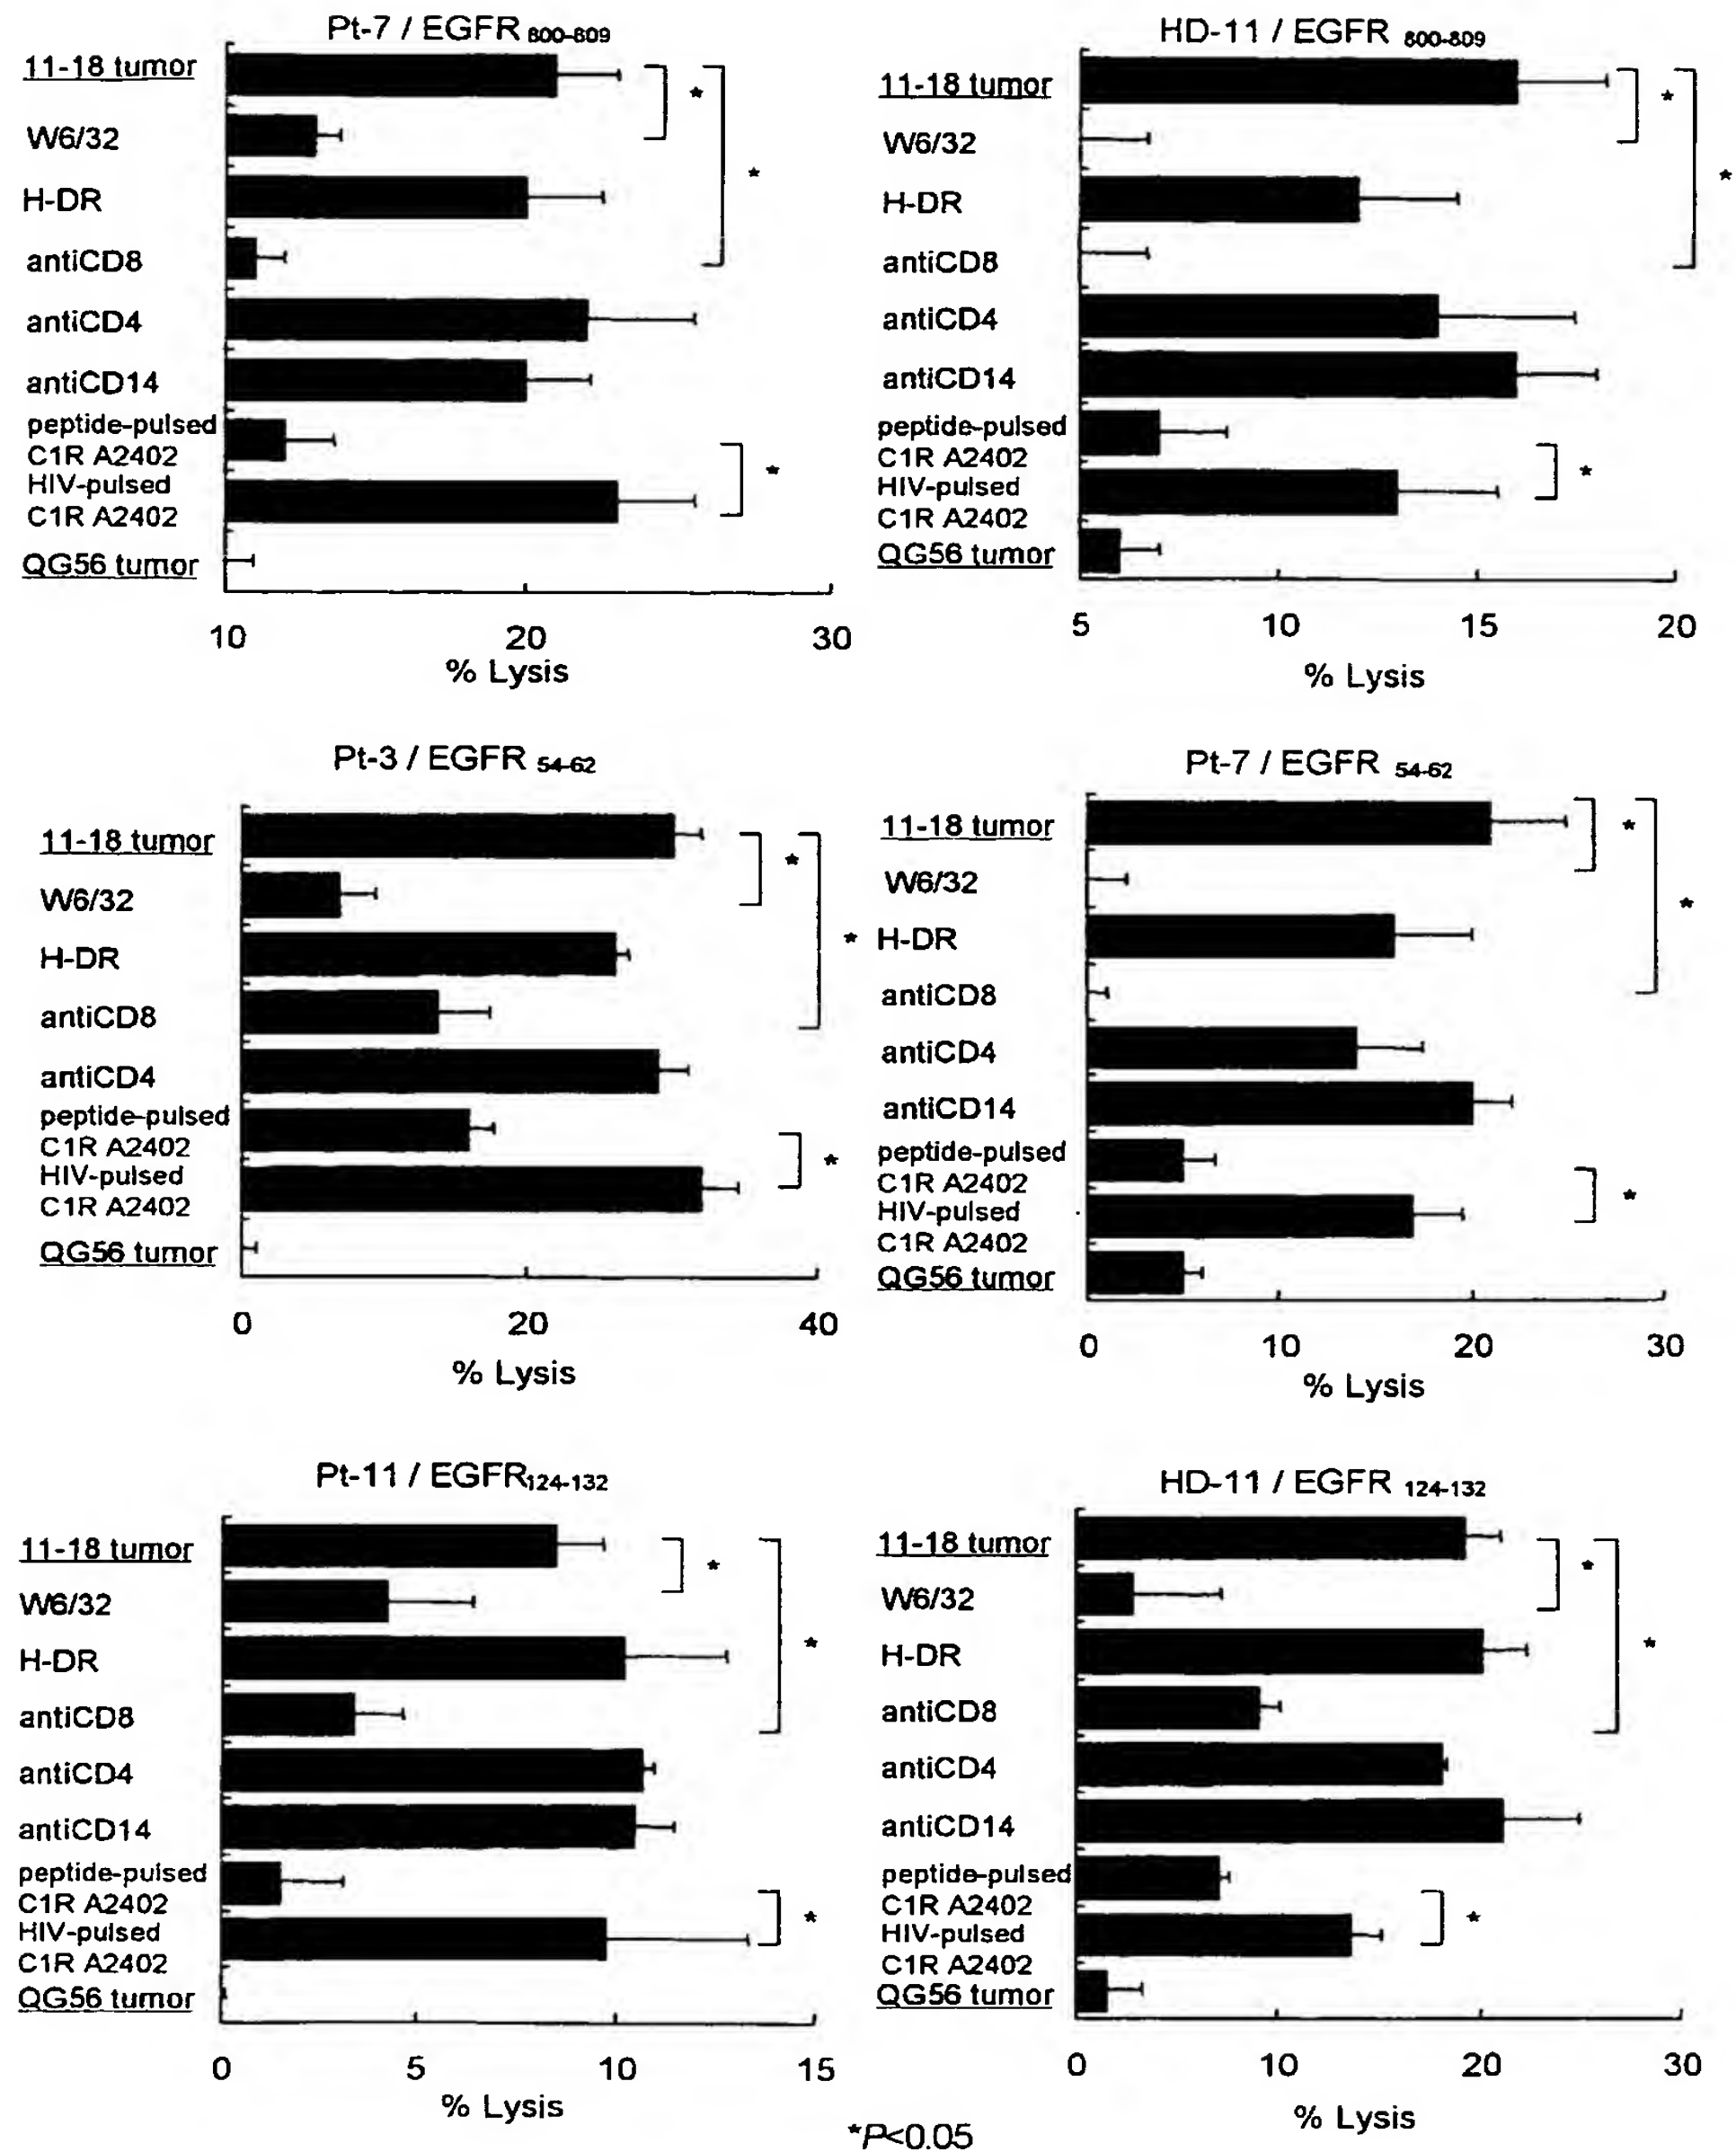 Pt-7 / EGFR 800-809
11-18 tumor
W6/32
H-DR
antiCD8
antiCD4
antiCD14
peptide-pulsed
C1R A2402
HIV-pulsed
C1R A2402
QG56 tumor
*
*
*
10 20 30
% Lysis
HD-11 / EGFR 800-809
11-18 tumor
W6/32
H-DR
antiCD8
antiCD4
antiCD14
peptide-pulsed
C1R A2402
HIV-pulsed
C1R A2402
QG56 tumor
*
*
*
5 10 15 20
% Lysis
Pt-3 / EGFR 54-62
11-18 tumor
W6/32
H-DR
antiCD8
antiCD4
peptide-pulsed
C1R A2402
HIV-pulsed
C1R A2402
QG56 tumor
*
*
*
0 20 40
% Lysis
Pt-7 / EGFR 54-62
11-18 tumor
W6/32
H-DR
antiCD8
antiCD4
antiCD14
peptide-pulsed
C1R A2402
HIV-pulsed
C1R A2402
QG56 tumor
*
*
*
0 10 20 30
% Lysis
Pt-11 / EGFR124-132
11-18 tumor
W6/32
H-DR
antiCD8
antiCD4
antiCD14
peptide-pulsed
C1R A2402
HIV-pulsed
C1R A2402
QG56 tumor
*
*
*
0 5 10 15
% Lysis
HD-11 / EGFR 124-132
11-18 tumor
W6/32
H-DR
antiCD8
antiCD4
antiCD14
peptide-pulsed
C1R A2402
HIV-pulsed
C1R A2402
QG56 tumor
*
*
*
0 10 20 30
% Lysis
*P<0.05